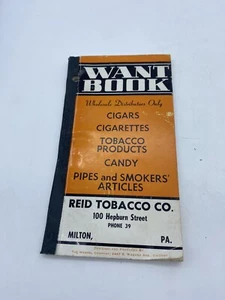 WANT
BOOK
Wholesale Distributors Only
CIGARS
CIGARETTES
TOBACCO
PRODUCTS
CANDY
PIPES and SMOKERS'
ARTICLES
REID TOBACCO CO.
100 Hepburn Street
PHONE 39
MILTON, PA.